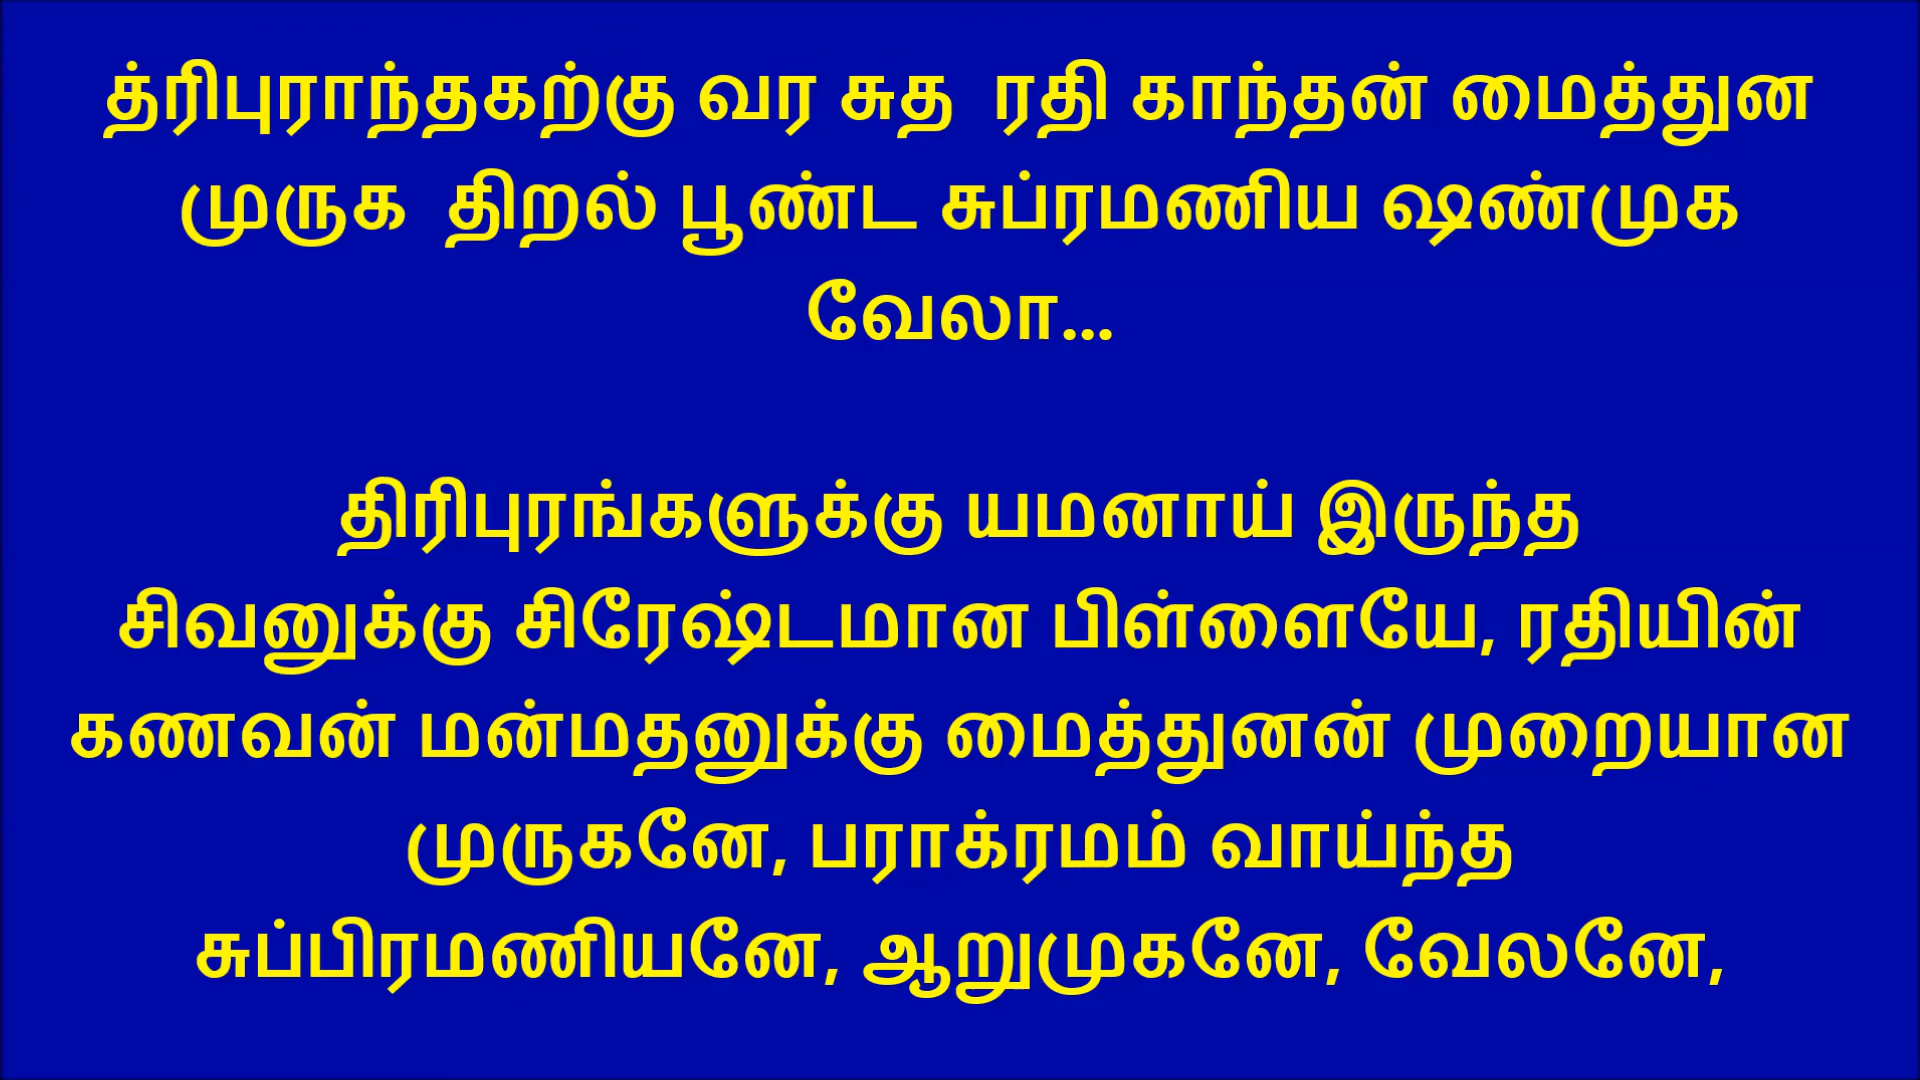 த்ரிபுராந்தகற்கு வர சுத ரதி காந்தன் மைத்துன
முருக திறல் பூண்ட சுப்ரமணிய ஷண்முக
வேலா...
திரிபுரங்களுக்கு யமனாய் இருந்த
சிவனுக்கு சிரேஷ்டமான பிள்ளையே, ரதியின்
கணவன் மன்மதனுக்கு மைத்துனன் முறையான
முருகனே, பராக்ரமம் வாய்ந்த
சுப்பிரமணியனே, ஆறுமுகனே, வேலனே,